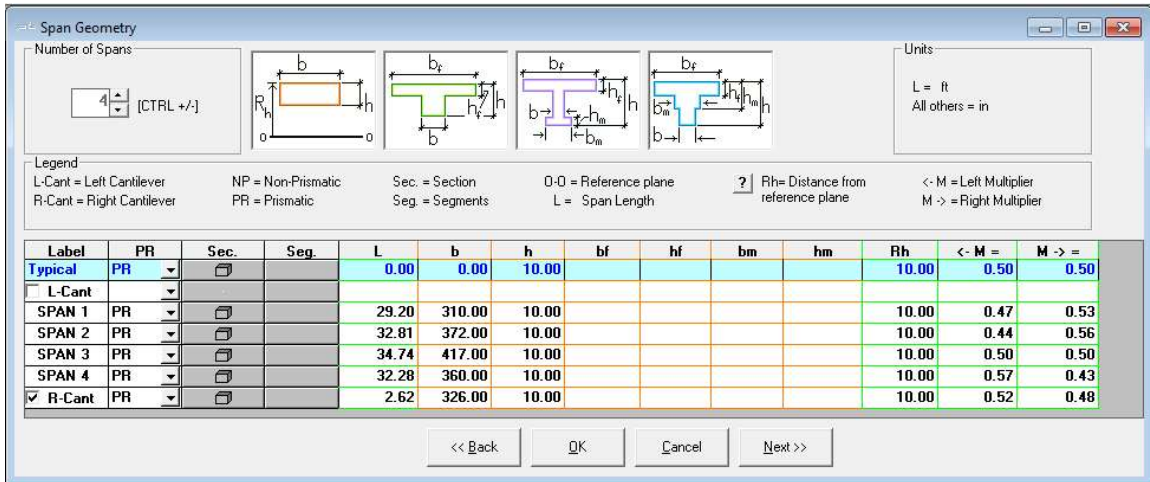 Span Geometry
Number of Spans
4 [CTRL +/-]
b
h
Rh
0 0
bf
hf h
b
bf
hf h
b hm
bm
bf
hf hm h
bm
b
Units
L = ft
All others = in
Legend
L-Cant = Left Cantilever NP = Non-Prismatic Sec. = Section O-O = Reference plane ? Rh= Distance from reference plane <- M = Left Multiplier
R-Cant = Right Cantilever PR = Prismatic Seg. = Segments L = Span Length M -> = Right Multiplier
Label PR Sec. Seg. L b h bf hf bm hm Rh <- M = M -> =
Typical PR 0.00 0.00 10.00 10.00 0.50 0.50
L-Cant
SPAN 1 PR 29.20 310.00 10.00 10.00 0.47 0.53
SPAN 2 PR 32.81 372.00 10.00 10.00 0.44 0.56
SPAN 3 PR 34.74 417.00 10.00 10.00 0.50 0.50
SPAN 4 PR 32.28 360.00 10.00 10.00 0.57 0.43
R-Cant PR 2.62 326.00 10.00 10.00 0.52 0.48
<< Back OK Cancel Next >>